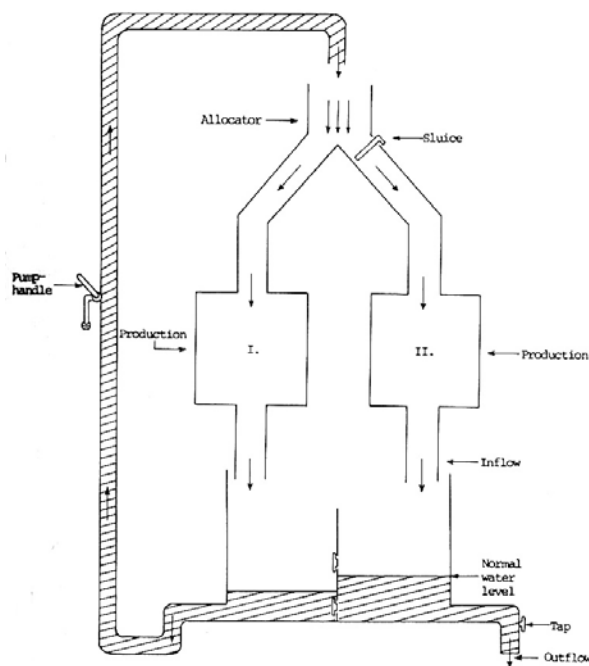 Allocator
Sluice
Pump-
handle
Production
I.
II.
Production
Inflow
Normal
water
level
Tap
Outflow